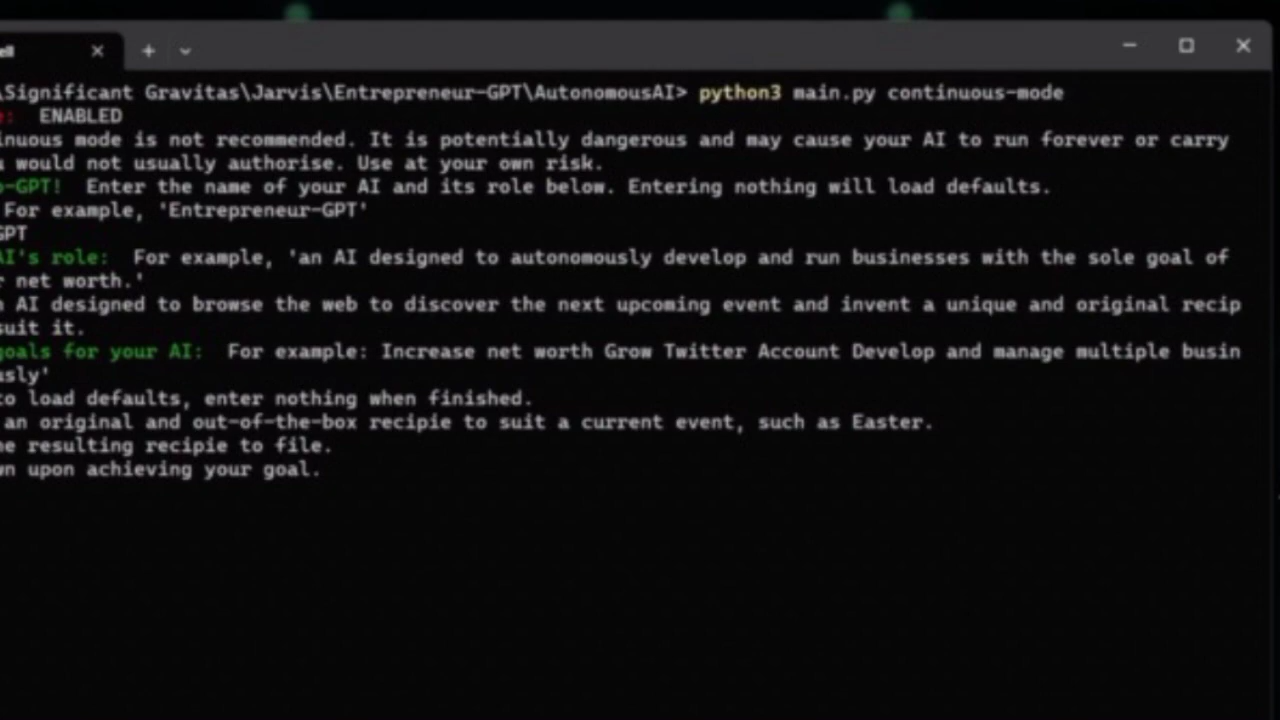 ell
\Significant Gravitas\Jarvis\Entrepreneur-GPT\AutonomousAI> python3 main.py continuous-mode
e: ENABLED
inuous mode is not recommended. It is potentially dangerous and may cause your AI to run forever or carry
u would not usually authorise. Use at your own risk.
o-GPT! Enter the name of your AI and its role below. Entering nothing will load defaults.
For example, 'Entrepreneur-GPT'
GPT
AI's role: For example, 'an AI designed to autonomously develop and run businesses with the sole goal of
r net worth.'
n AI designed to browse the web to discover the next upcoming event and invent a unique and original recip
suit it.
goals for your AI: For example: Increase net worth Grow Twitter Account Develop and manage multiple busin
usly'
to load defaults, enter nothing when finished.
an original and out-of-the-box recipie to suit a current event, such as Easter.
he resulting recipie to file.
wn upon achieving your goal.